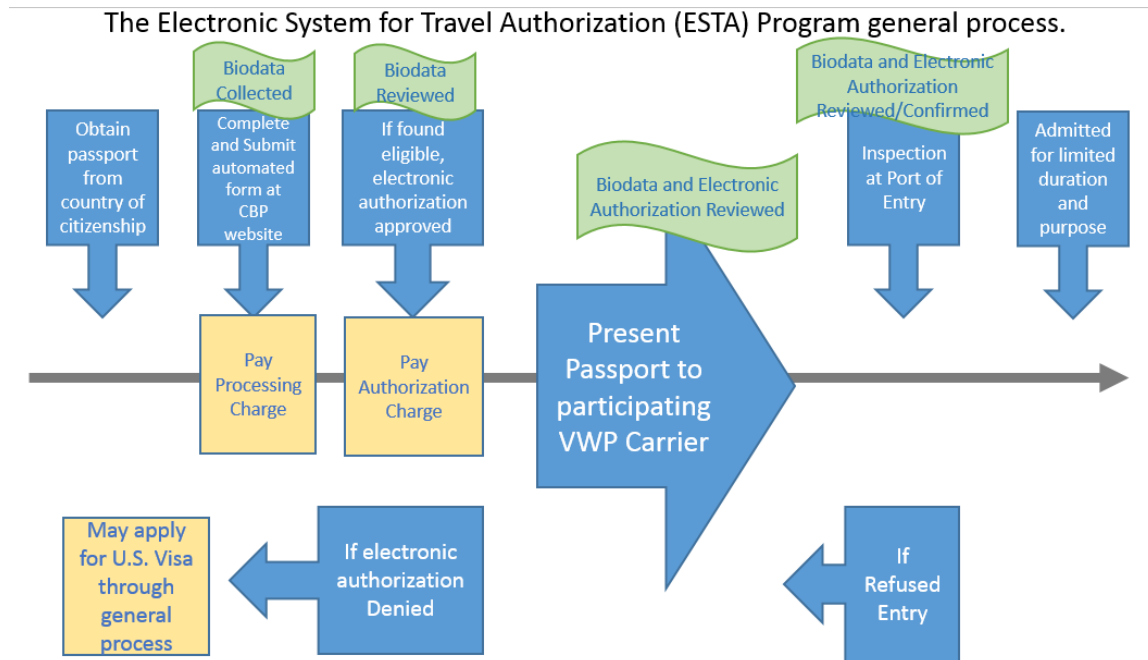 The Electronic System for Travel Authorization (ESTA) Program general process.
Obtain
passport
from
country of
citizenship
Biodata
Collected
Complete
and Submit
automated
form at
CBP
website
Pay
Processing
Charge
Biodata
Reviewed
If found
eligible,
electronic
authorization
approved
Pay
Authorization
Charge
Biodata and Electronic
Authorization Reviewed
Present
Passport to
participating
VWP Carrier
Biodata and Electronic
Authorization
Reviewed/Confirmed
Inspection
at Port of
Entry
Admitted
for limited
duration
and
purpose
May apply
for U.S. Visa
through
general
process
If electronic
authorization
Denied
If
Refused
Entry